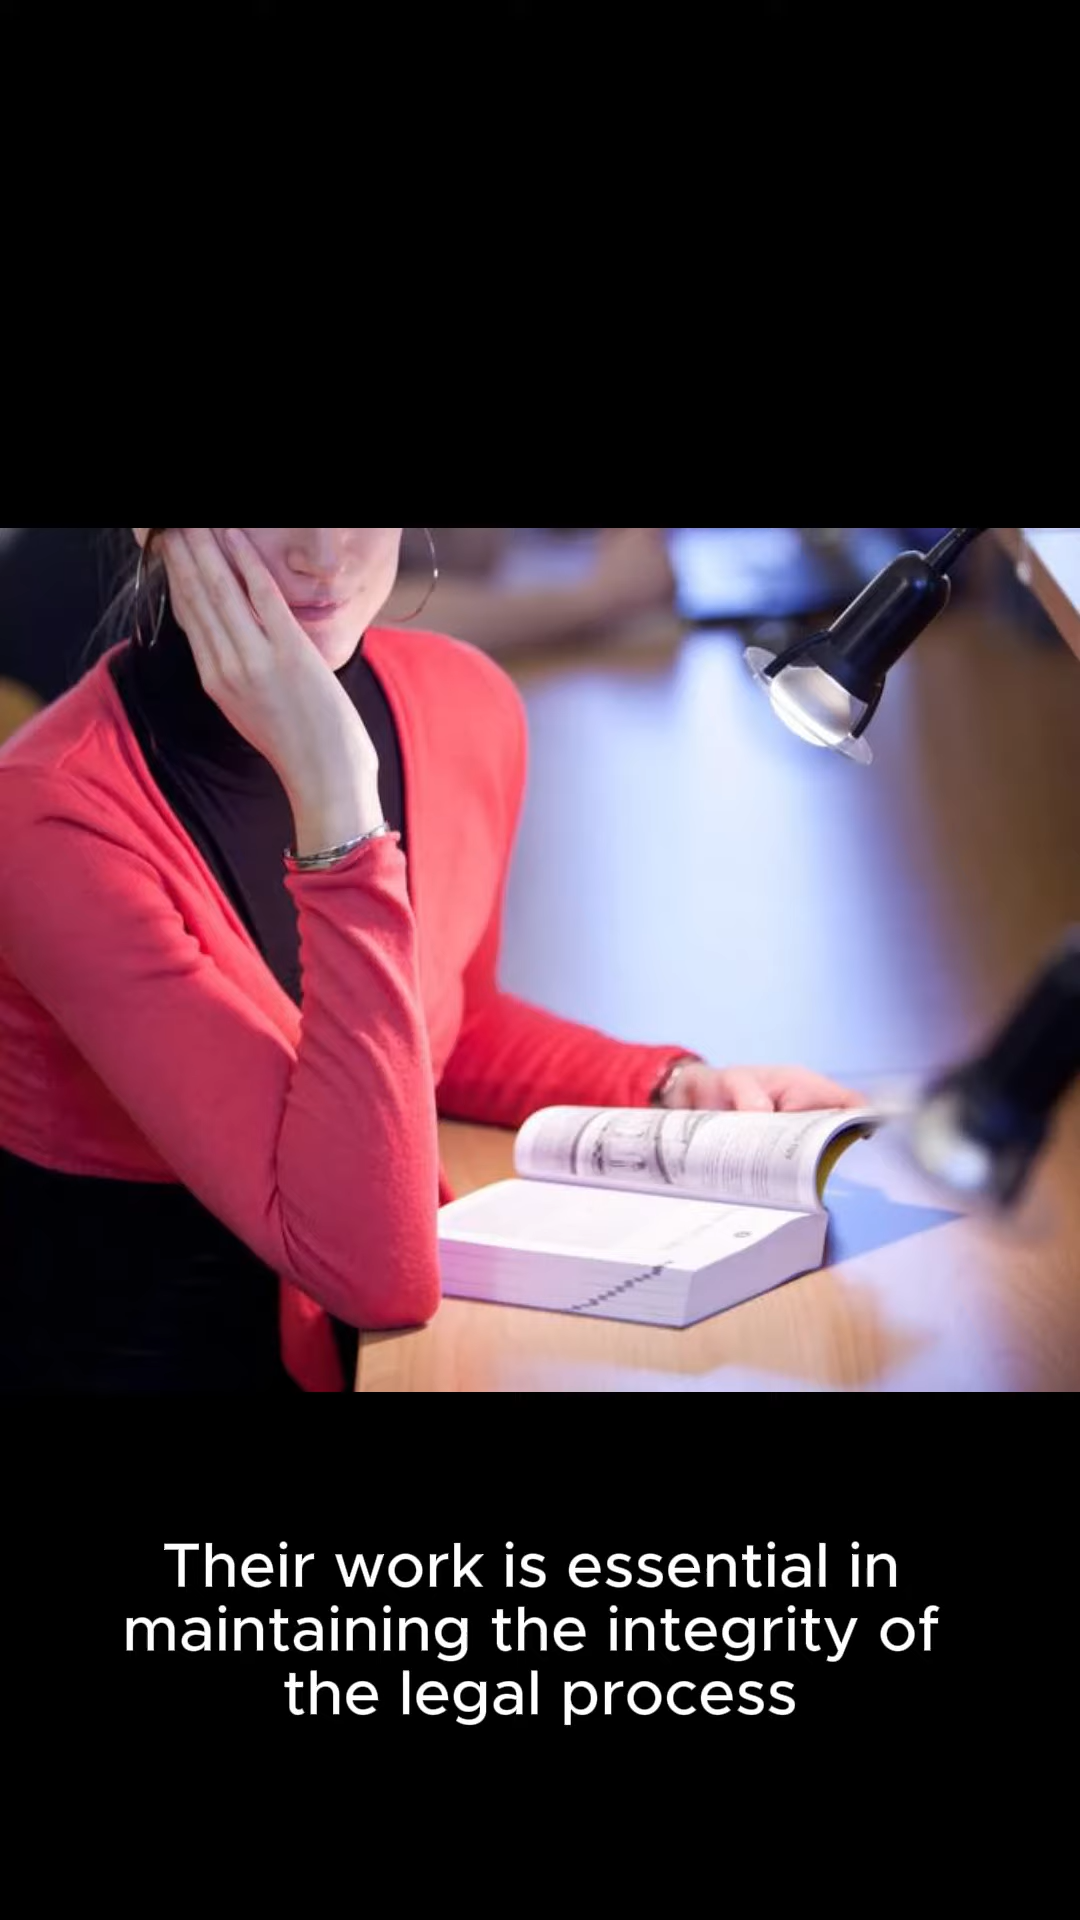 Their work is essential in
maintaining the integrity of
the legal process